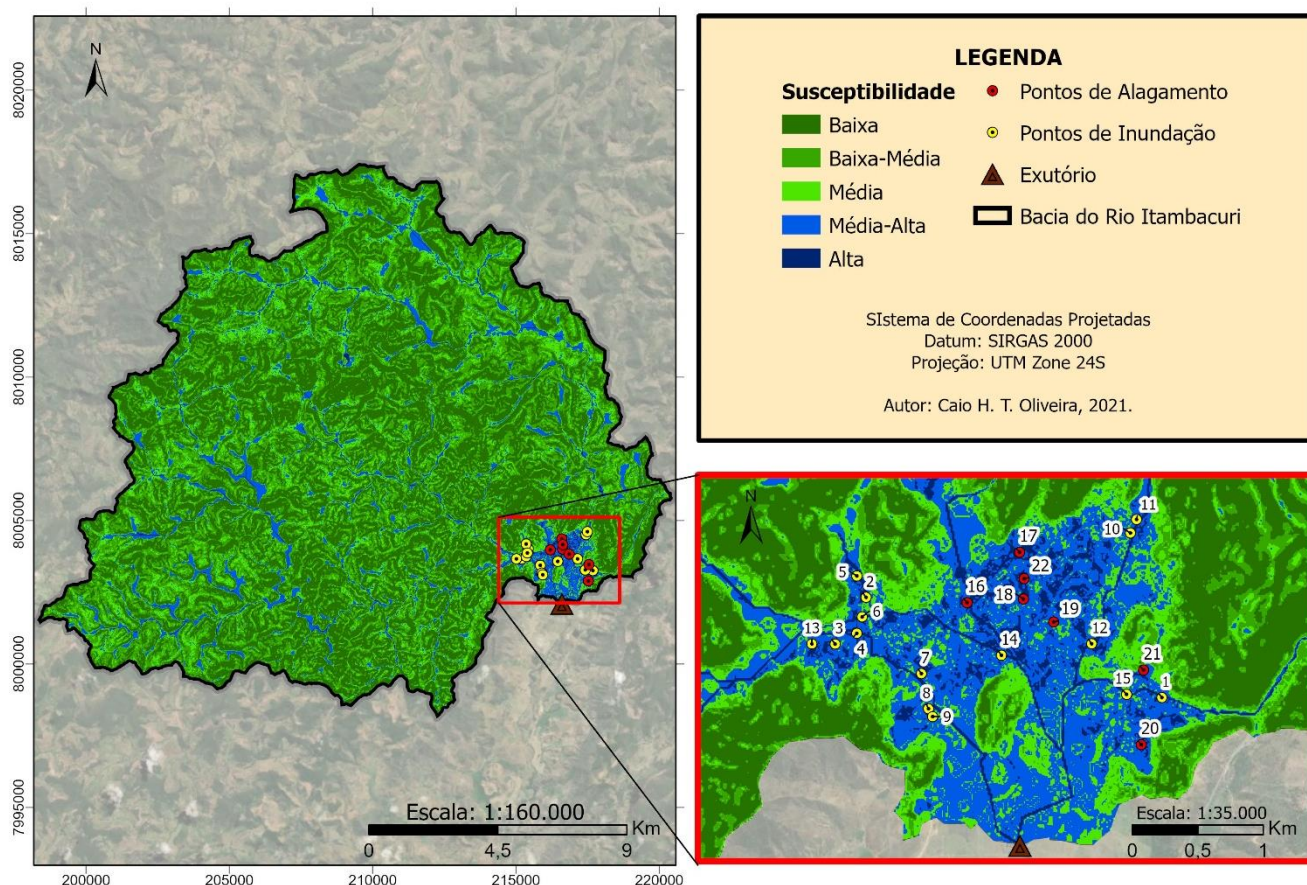 N
8020000
8015000
8010000
8005000
8000000
7995000
Escala: 1:160.000
Km
0 4,5 9
200000 205000 210000 215000 220000
LEGENDA
Susceptibilidade
Baixa
Baixa-Média
Média
Média-Alta
Alta
Pontos de Alagamento
Pontos de Inundação
Exutório
Bacia do Rio Itambacuri
SIstema de Coordenadas Projetadas
Datum: SIRGAS 2000
Projeção: UTM Zone 24S
Autor: Caio H. T. Oliveira, 2021.
N
11
10
17
5
2
22
16
18
6
19
13
3
4
14
12
7
21
15
1
8
9
20
Escala: 1:35.000
Km
0 0,5 1